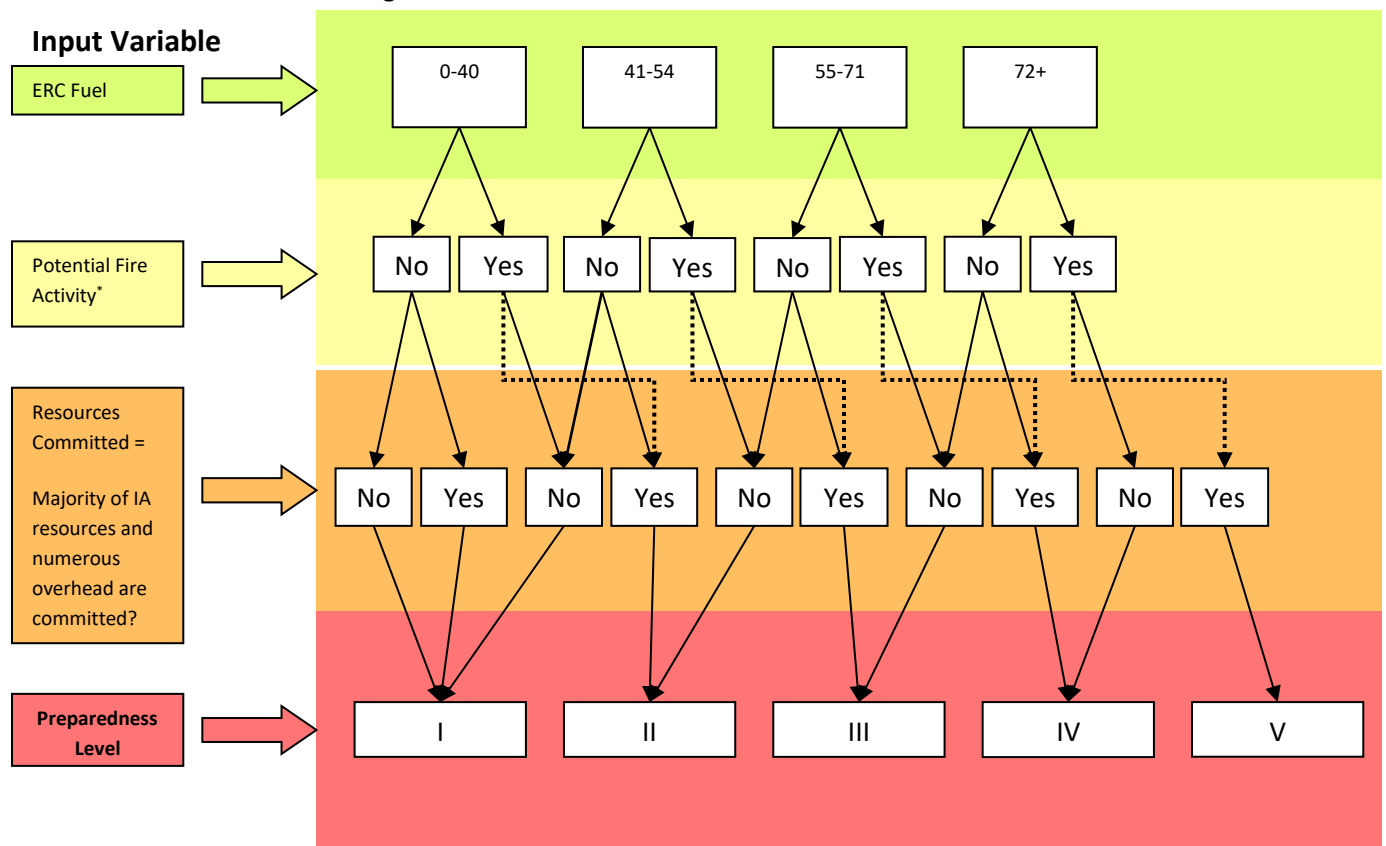 Input Variable
ERC Fuel
0-40
41-54
55-71
72+
Potential Fire
Activity*
No
Yes
No
Yes
No
Yes
No
Yes
Resources
Committed =
Majority of IA
resources and
numerous
overhead are
committed?
No
Yes
No
Yes
No
Yes
No
Yes
No
Yes
Preparedness
Level
I
II
III
IV
V